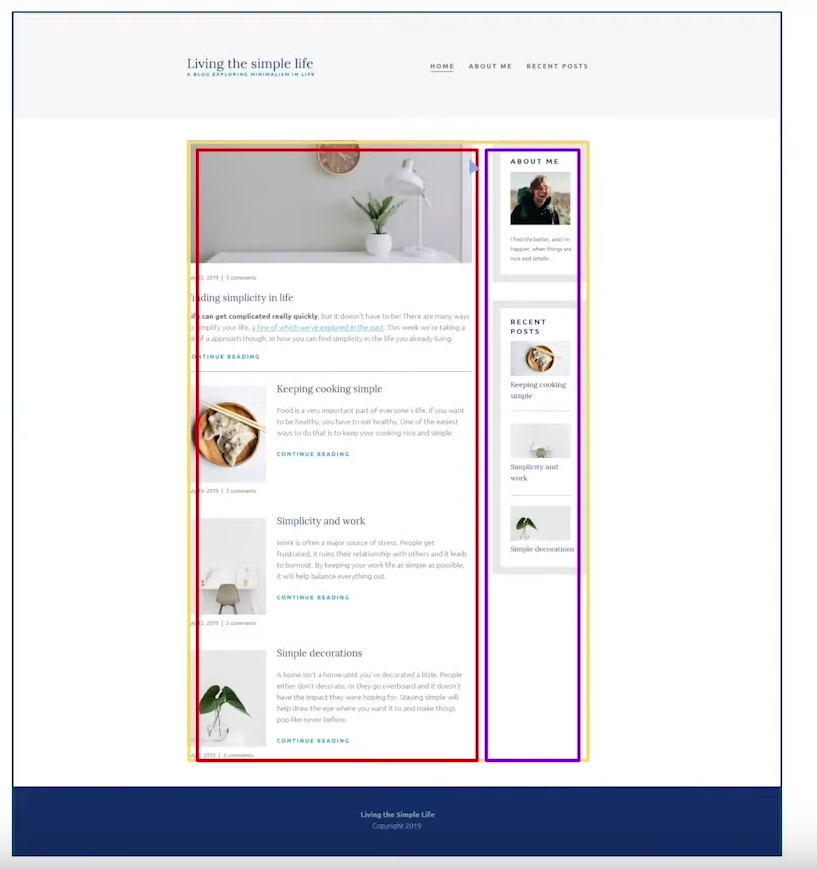 Living the simple life
A BLOG EXPLORING MINIMALISM IN LIFE
HOME ABOUT ME RECENT POSTS
25, 2019 | 5 comments
Finding simplicity in life
Life can get complicated really quickly, but it doesn't have to be! There are many ways
simplify your life, a few of which we've explored in the past. This week we're taking a
of a approach though, in how you can find simplicity in the life you already living.
CONTINUE READING
Keeping cooking simple
Food is a very important part of everyone's life. If you want
to be healthy, you have to eat healthy. One of the easiest
ways to do that is to keep your cooking nice and simple.
CONTINUE READING
19, 2019 | 3 comments
Simplicity and work
Work is often a major source of stress. People get
frustrated, it ruins their relationship with others and it leads
to burnout. By keeping your work life as simple as possible,
it will help balance everything out.
CONTINUE READING
12, 2019 | 3 comments
Simple decorations
A home isn't a home until you've decorated a little. People
either don't decorate, or they go overboard and it doesn't
have the impact they were hoping for. Staying simple will
help draw the eye where you want it to and make things
pop like never before.
CONTINUE READING
2019 | 3 comments
ABOUT ME
I find life better, and I'm
happier, when things are
nice and simple.
RECENT
POSTS
Keeping cooking
simple
Simplicity and
work
Simple decorations
Living the Simple Life
Copyright 2019